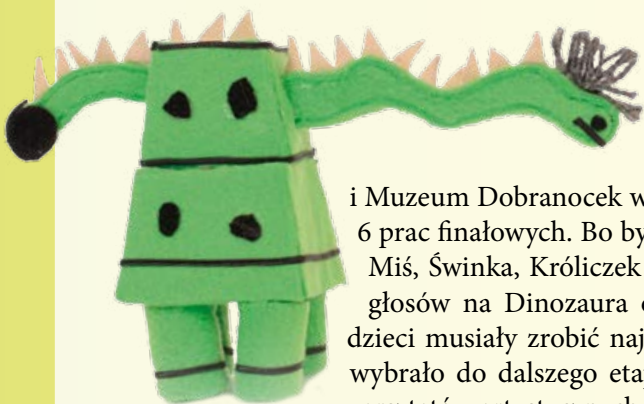 i Muzeum Dobranocek w
6 prac finałowych. Bo by
Miś, Świnka, Króliczek
głosów na Dinozaura
dzieci musiały zrobić naj
wybrało do dalszego eta